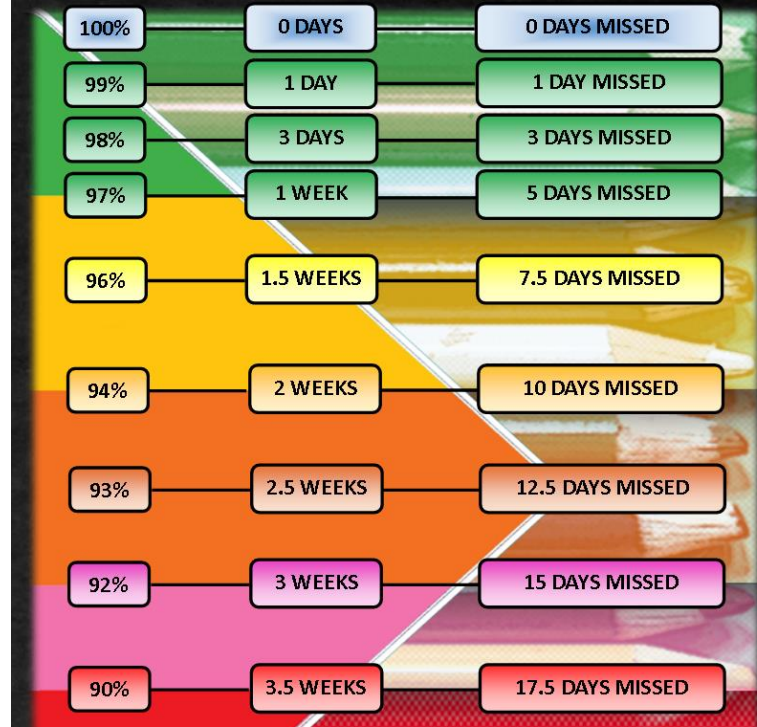 100% 0 DAYS 0 DAYS MISSED
99% 1 DAY 1 DAY MISSED
98% 3 DAYS 3 DAYS MISSED
97% 1 WEEK 5 DAYS MISSED
96% 1.5 WEEKS 7.5 DAYS MISSED
94% 2 WEEKS 10 DAYS MISSED
93% 2.5 WEEKS 12.5 DAYS MISSED
92% 3 WEEKS 15 DAYS MISSED
90% 3.5 WEEKS 17.5 DAYS MISSED